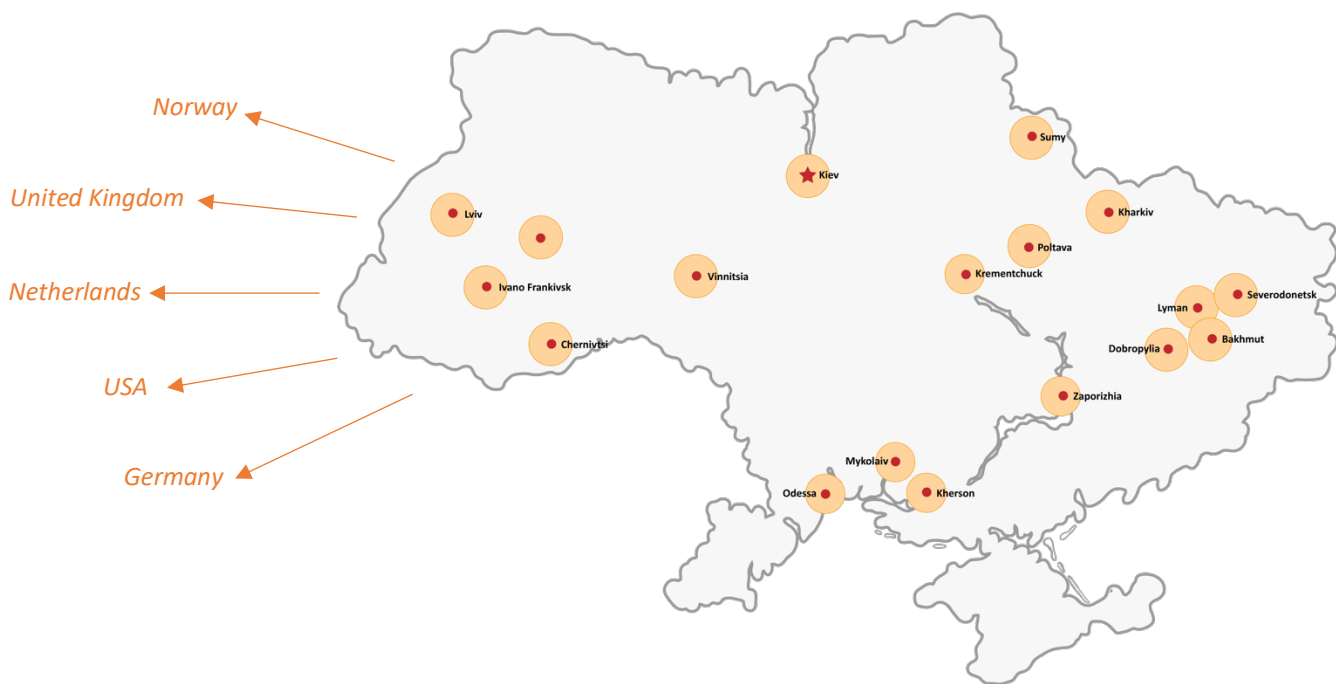 Norway
United Kingdom
Netherlands
USA
Germany
Sumy
Kiev
Lviv
Kharkiv
Poltava
Krementchuck
Vinnitsia
Ivano Frankivsk
Severodonetsk
Lyman
Bakhmut
Dobropylia
Chernivtsi
Zaporizhia
Mykolaiv
Odessa
Kherson